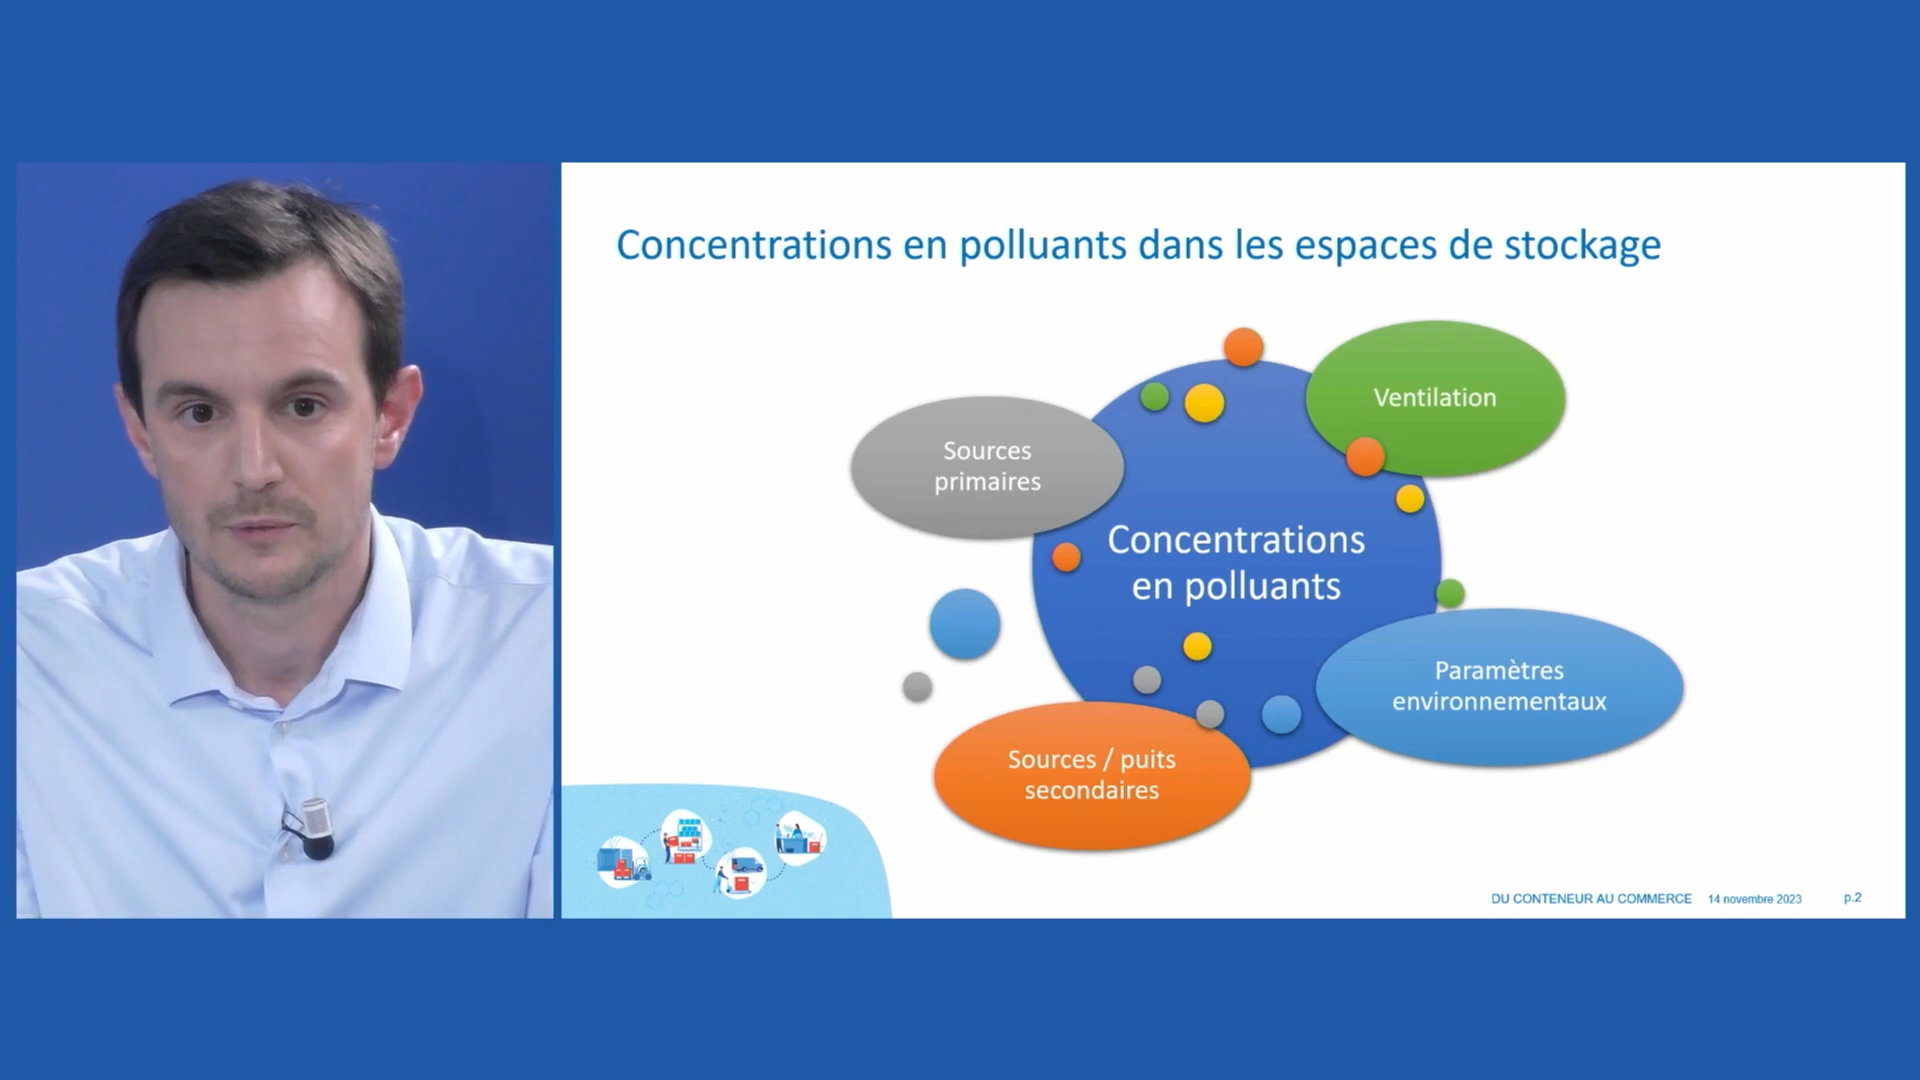 Concentrations en polluants dans les espaces de stockage
Ventilation
Sources
primaires
Concentrations
en polluants
Paramètres
environnementaux
Sources / puits
secondaires
DU CONTENEUR AU COMMERCE 14 novembre 2023 p.2